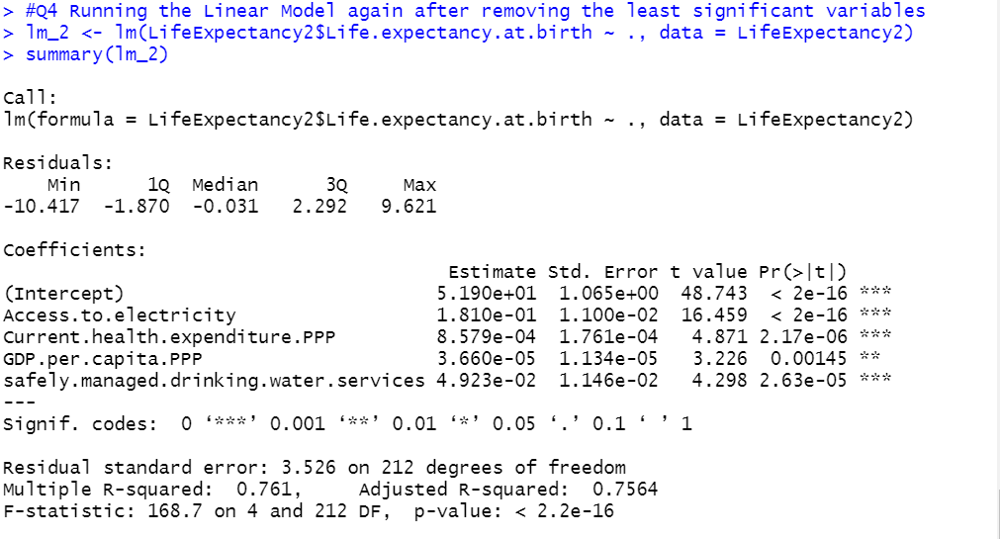 > #Q4 Running the Linear Model again after removing the least significant variables
> lm_2 <- lm(LifeExpectancy2$Life.expectancy.at.birth ~ ., data = LifeExpectancy2)
> summary(lm_2)
Call:
lm(formula = LifeExpectancy2$Life.expectancy.at.birth ~ ., data = LifeExpectancy2)
Residuals:
    Min      1Q  Median      3Q     Max
-10.417  -1.870  -0.031   2.292   9.621
Coefficients:
                                        Estimate Std. Error t value Pr(>|t|)
(Intercept)                            5.190e+01  1.065e+00  48.743  < 2e-16 ***
Access.to.electricity                  1.810e-01  1.100e-02  16.459  < 2e-16 ***
Current.health.expenditure.PPP         8.579e-04  1.761e-04   4.871 2.17e-06 ***
GDP.per.capita.PPP                     3.660e-05  1.134e-05   3.226  0.00145 **
safely.managed.drinking.water.services 4.923e-02  1.146e-02   4.298 2.63e-05 ***
---
Signif. codes:  0 ‘***’ 0.001 ‘**’ 0.01 ‘*’ 0.05 ‘.’ 0.1 ‘ ’ 1
Residual standard error: 3.526 on 212 degrees of freedom
Multiple R-squared:  0.761,     Adjusted R-squared:  0.7564
F-statistic: 168.7 on 4 and 212 DF,  p-value: < 2.2e-16